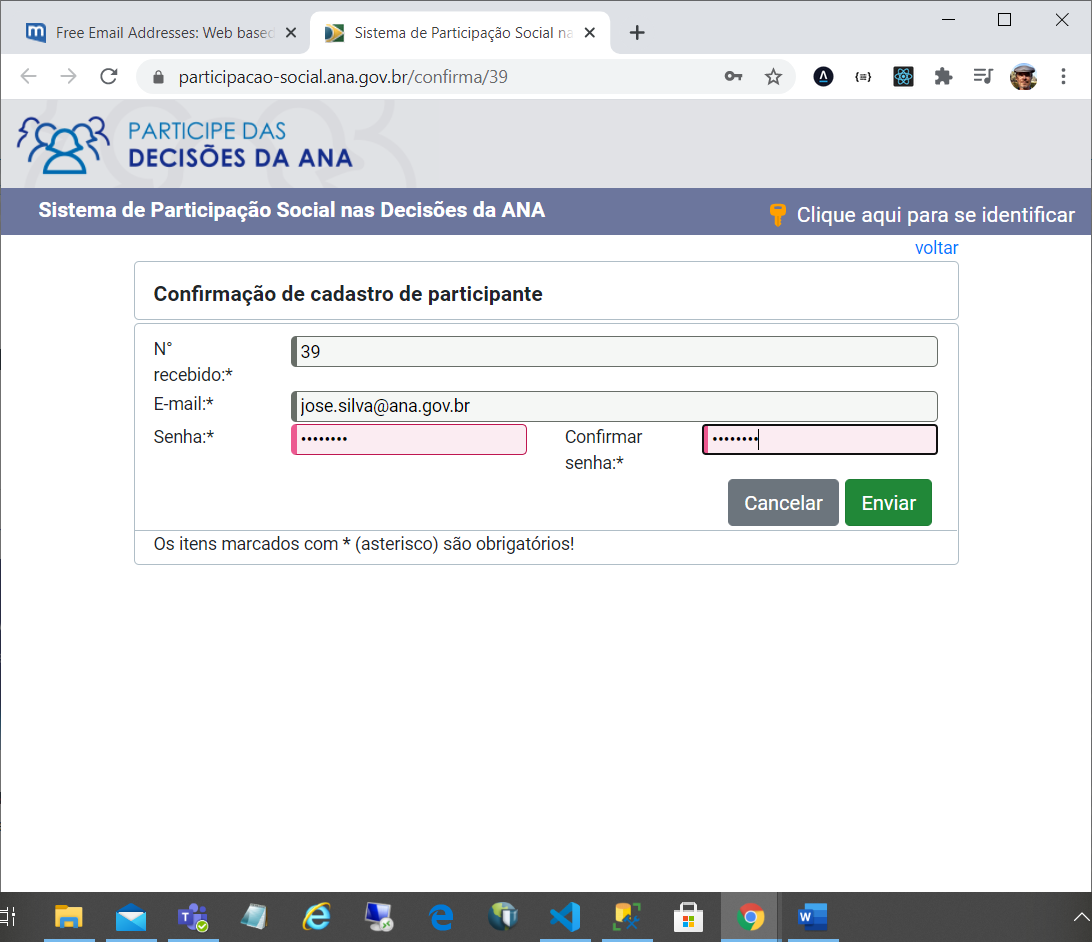 Free Email Addresses: Web based
Sistema de Participação Social na
participacao-social.ana.gov.br/confirma/39
PARTICIPE DAS
DECISÕES DA ANA
Sistema de Participação Social nas Decisões da ANA
Clique aqui para se identificar
voltar
Confirmação de cadastro de participante
N°
recebido:*
39
E-mail:*
jose.silva@ana.gov.br
Senha:*
••••••••
Confirmar
senha:*
••••••••
Cancelar
Enviar
Os itens marcados com * (asterisco) são obrigatórios!